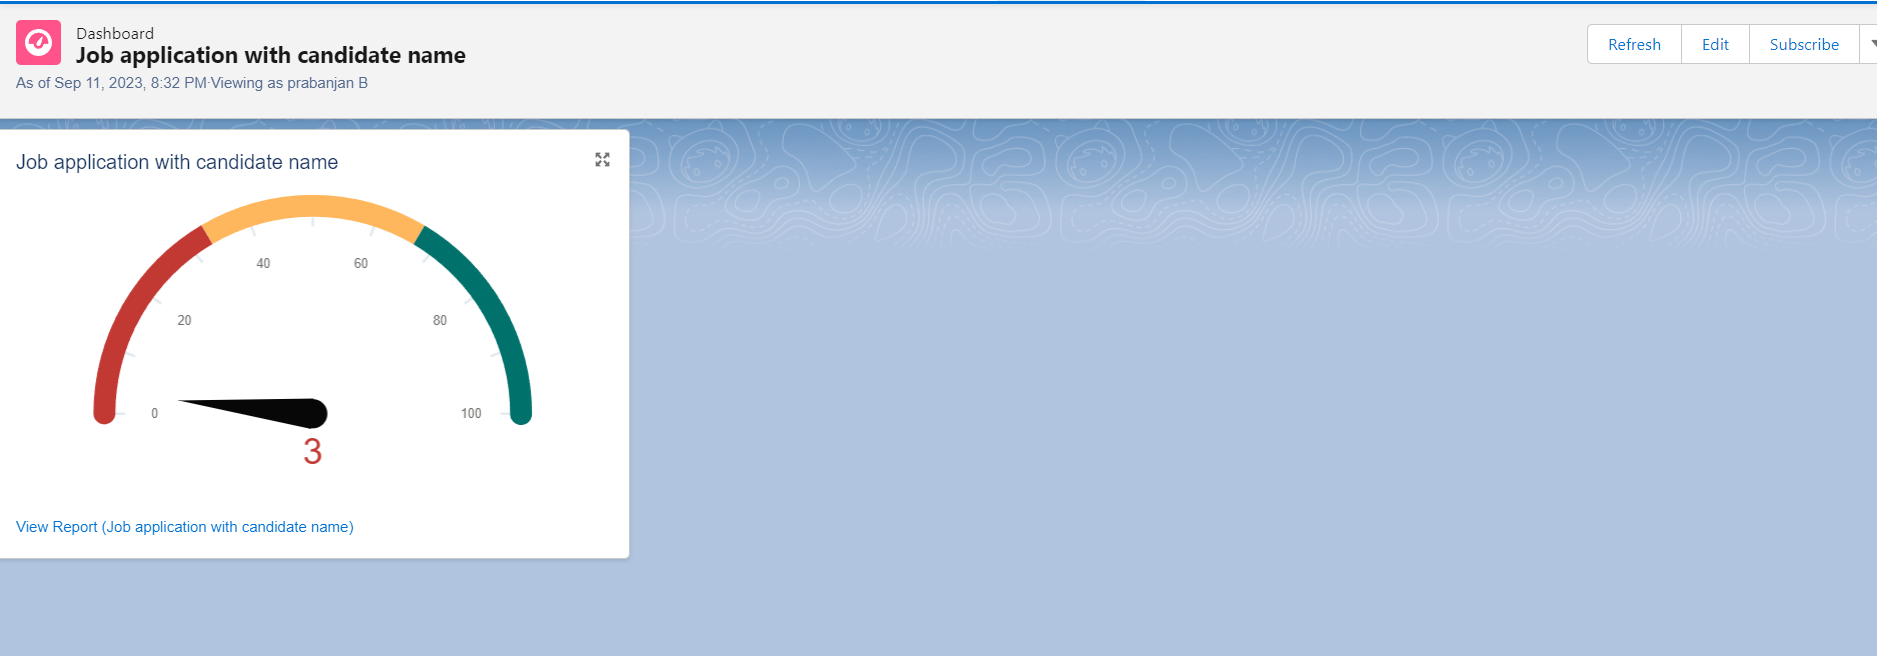 Dashboard
Job application with candidate name
As of Sep 11, 2023, 8:32 PM·Viewing as prabanjan B
Refresh
Edit
Subscribe
Job application with candidate name
40
60
20
80
0
100
3
View Report (Job application with candidate name)